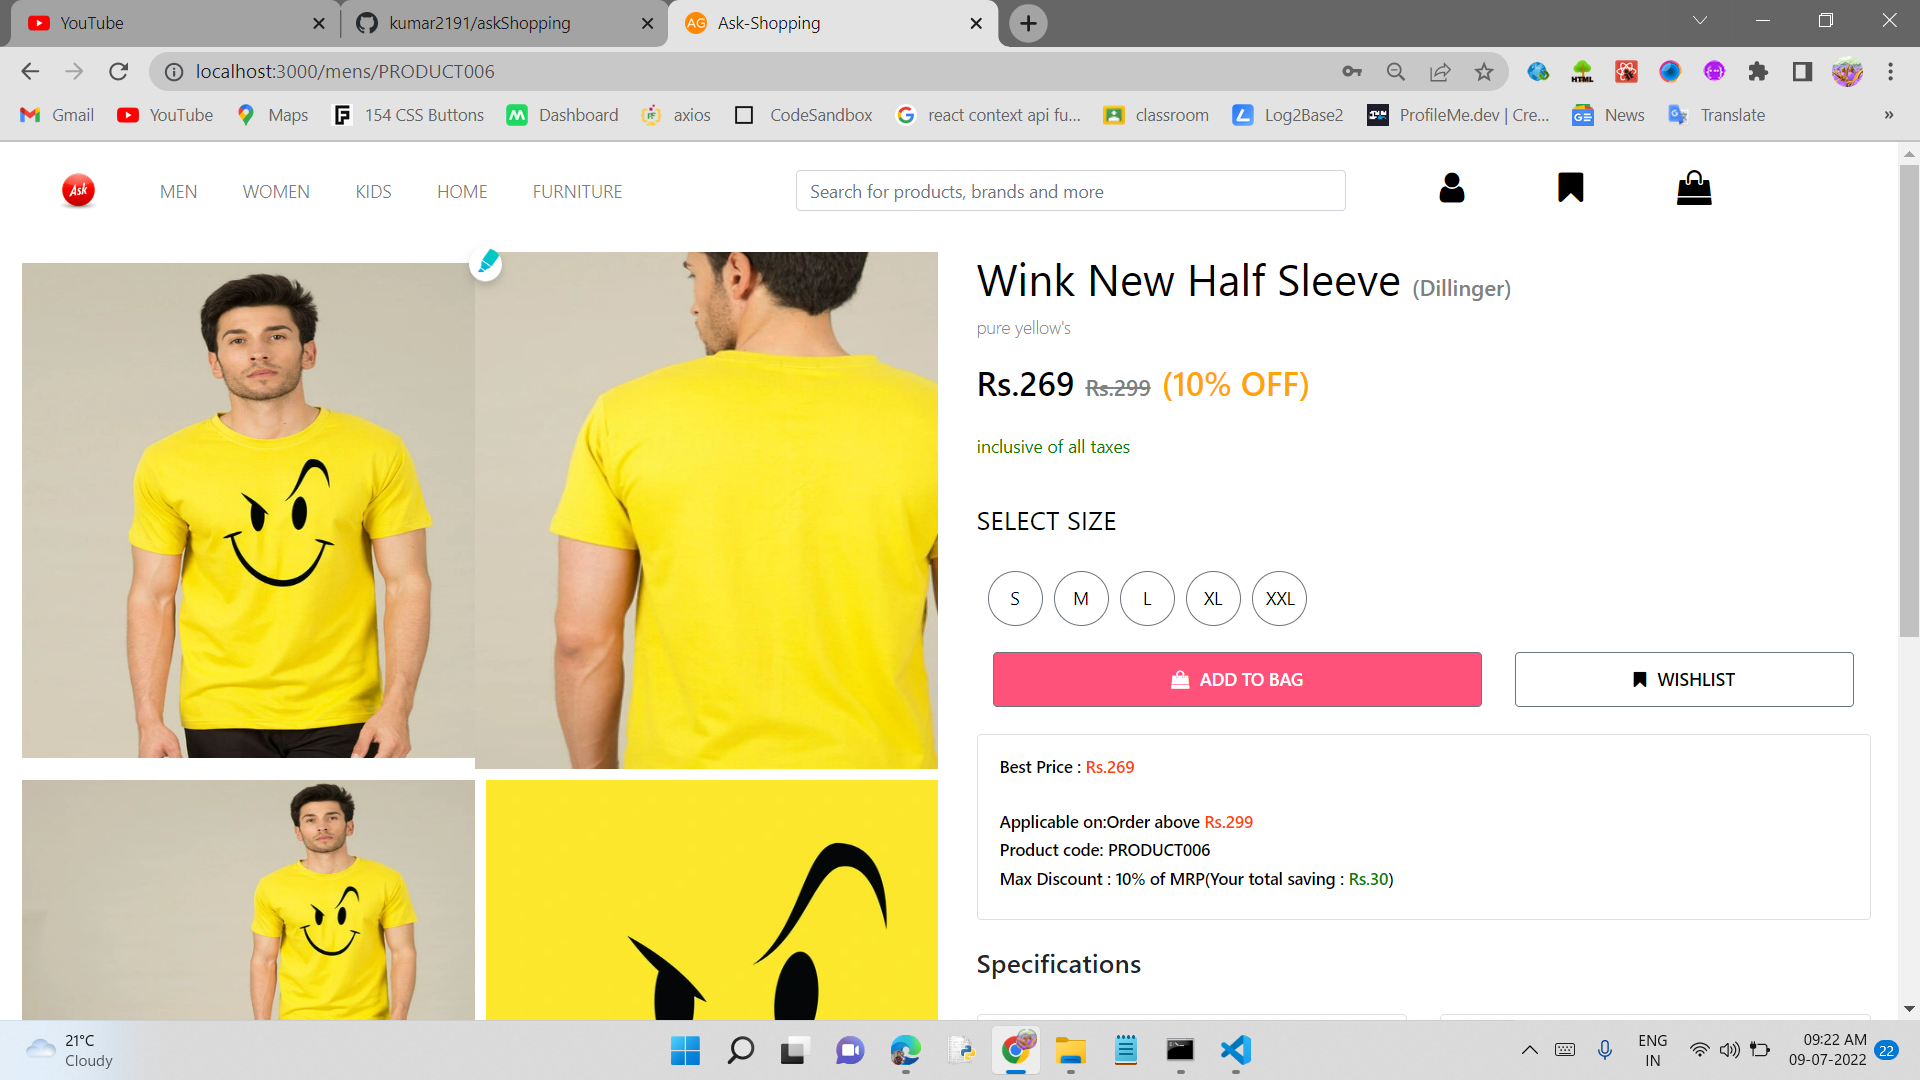 YouTube
kumar2191/askShopping
AG Ask-Shopping
localhost:3000/mens/PRODUCT006
Gmail YouTube Maps 154 CSS Buttons Dashboard axios CodeSandbox react context api fu... classroom Log2Base2 ProfileMe.dev | Cre... News Translate »
Ask MEN WOMEN KIDS HOME FURNITURE
Search for products, brands and more
Wink New Half Sleeve (Dillinger)
pure yellow's
Rs.269 Rs.299 (10% OFF)
inclusive of all taxes
SELECT SIZE
S M L XL XXL
ADD TO BAG
WISHLIST
Best Price : Rs.269
Applicable on:Order above Rs.299
Product code: PRODUCT006
Max Discount : 10% of MRP(Your total saving : Rs.30)
Specifications
21°C
Cloudy
ENG
IN
09:22 AM
09-07-2022
22